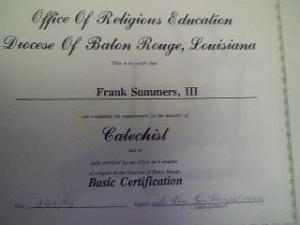 Office Of Religious Education
Diocese Of Baton Rouge, Louisiana
This is to certify that
Frank Summers, III
has completed the requirements for the ministry of
Catechist
and is
fully certified by our office as a teacher
of religion in the Diocese of Baton Rouge.
Basic Certification
Date
Signed